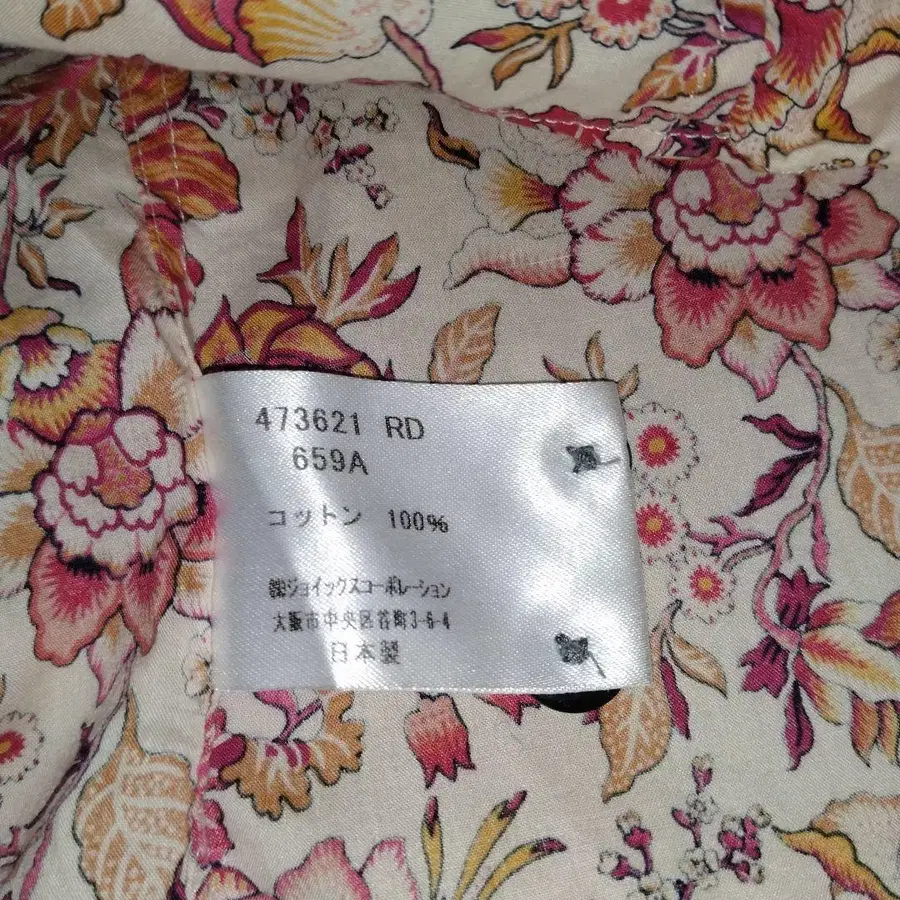 473621 RD
659A
コットン 100%
㈱ジョイックスコーポレーション
大阪市中央区谷町3-6-4
日本製